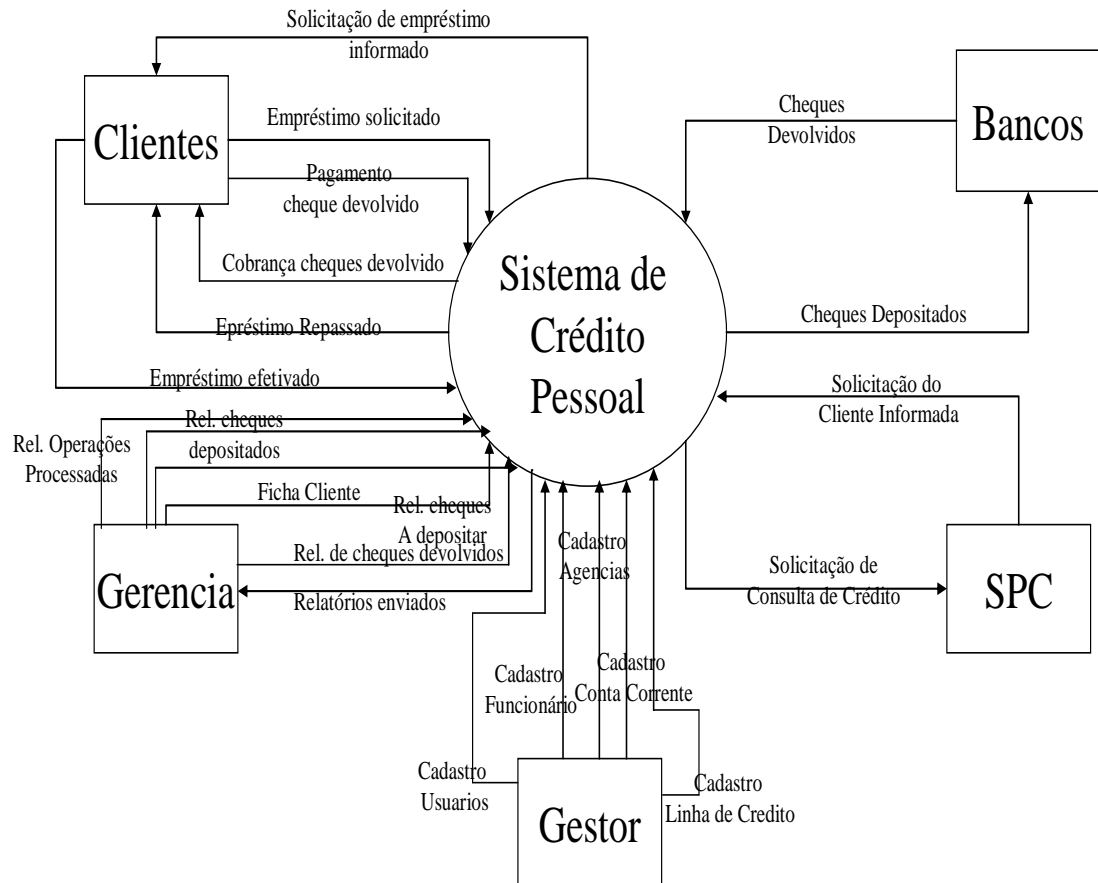 Solicitação de empréstimo
informado
Clientes
Empréstimo solicitado
Pagamento
cheque devolvido
Cobrança cheques devolvido
Epréstimo Repassado
Empréstimo efetivado
Cheques
Devolvidos
Bancos
Sistema de
Crédito
Pessoal
Cheques Depositados
Solicitação do
Cliente Informada
Rel. Operações
Processadas
Rel. cheques
depositados
Ficha Cliente
Rel. cheques
A depositar
Rel. de cheques devolvidos
Gerencia
Relatórios enviados
Cadastro
Agencias
Solicitação de
Consulta de Crédito
SPC
Cadastro
Funcionário
Cadastro
Conta Corrente
Cadastro
Usuarios
Gestor
Cadastro
Linha de Credito